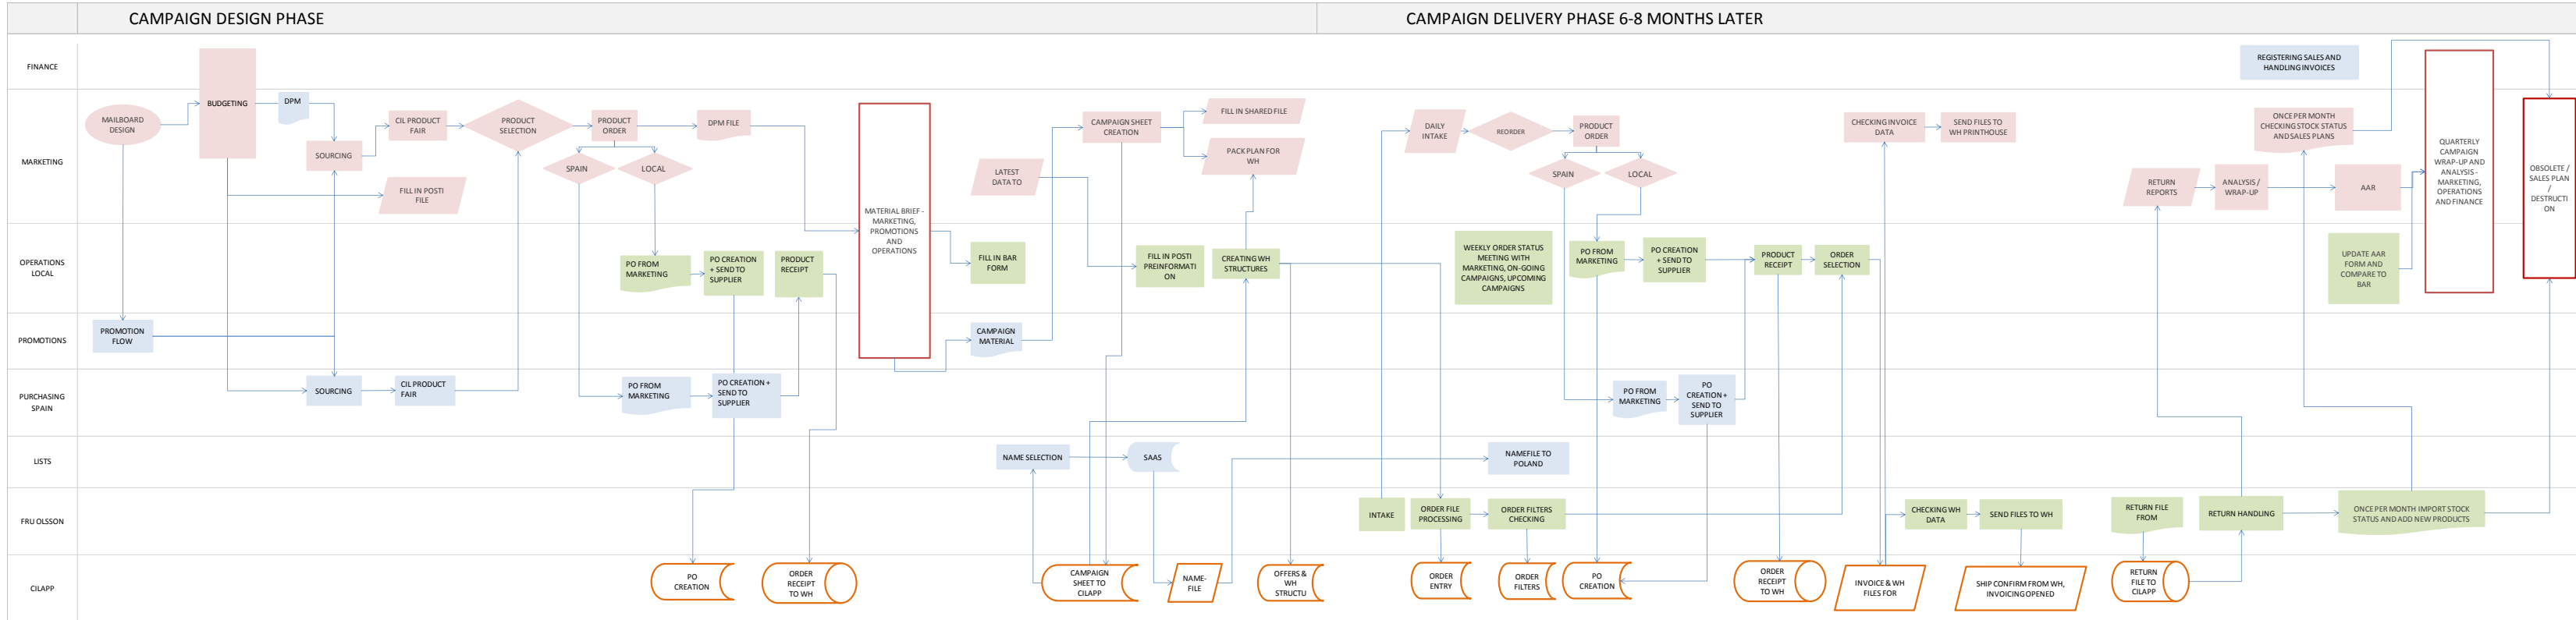 CAMPAIGN DESIGN PHASE
CAMPAIGN DELIVERY PHASE 6-8 MONTHS LATER
FINANCE
BUDGETING
REGISTERING SALES AND
HANDLING INVOICES
MARKETING
MAILBOARD
DESIGN
DPM
SOURCING
CIL PRODUCT
FAIR
FILL IN POSTI
FILE
PRODUCT
SELECTION
PRODUCT
ORDER
SPAIN
LOCAL
DPM FILE
MATERIAL BRIEF -
MARKETING,
PROMOTIONS
AND
OPERATIONS
LATEST
DATA TO
CAMPAIGN SHEET
CREATION
FILL IN SHARED FILE
PACK PLAN FOR
WH
DAILY
INTAKE
REORDER
PRODUCT
ORDER
SPAIN
LOCAL
CHECKING INVOICE
DATA
SEND FILES TO
WH PRINTHOUSE
RETURN
REPORTS
ANALYSIS /
WRAP-UP
ONCE PER MONTH
CHECKING STOCK STATUS
AND SALES PLANS
AAR
QUARTERLY
CAMPAIGN
WRAP-UP AND
ANALYSIS -
MARKETING,
OPERATIONS
AND FINANCE
OBSOLETE /
SALES PLAN
/
DESTRUCTI
ON
OPERATIONS
LOCAL
PO FROM
MARKETING
PO CREATION
+ SEND TO
SUPPLIER
PRODUCT
RECEIPT
FILL IN BAR
FORM
FILL IN POSTI
PREINFORMATI
ON
CREATING WH
STRUCTURES
WEEKLY ORDER STATUS
MEETING WITH
MARKETING, ON-GOING
CAMPAIGNS, UPCOMING
CAMPAIGNS
PO FROM
MARKETING
PO CREATION
+ SEND TO
SUPPLIER
PRODUCT
RECEIPT
ORDER
SELECTION
UPDATE AAR
FORM AND
COMPARE TO
BAR
PROMOTIONS
PROMOTION
FLOW
CAMPAIGN
MATERIAL
PURCHASING
SPAIN
SOURCING
CIL PRODUCT
FAIR
PO FROM
MARKETING
PO CREATION +
SEND TO
SUPPLIER
PO FROM
MARKETING
PO
CREATION +
SEND TO
SUPPLIER
LISTS
NAME SELECTION
SAAS
NAMEFILE TO
POLAND
FRU OLSSON
INTAKE
ORDER FILE
PROCESSING
ORDER FILTERS
CHECKING
CHECKING WH
DATA
SEND FILES TO WH
RETURN FILE
FROM
RETURN HANDLING
ONCE PER MONTH IMPORT STOCK
STATUS AND ADD NEW PRODUCTS
CILAPP
PO
CREATION
ORDER
RECEIPT
TO WH
CAMPAIGN
SHEET TO
CILAPP
NAME-
FILE
OFFERS &
WH
STRUCTU
ORDER
ENTRY
ORDER
FILTERS
PO
CREATION
ORDER
RECEIPT
TO WH
INVOICE & WH
FILES FOR
SHIP CONFIRM FROM WH,
INVOICING OPENED
RETURN
FILE TO
CILAPP